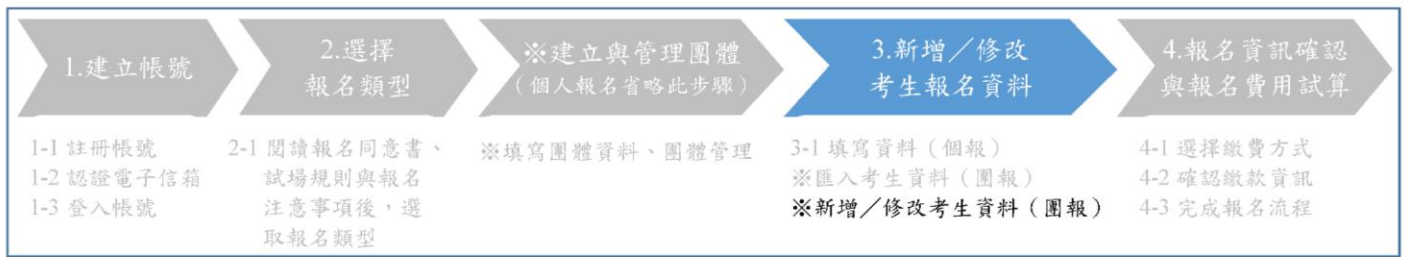 1.建立帳號
2.選擇
報名類型
※建立與管理團體
（個人報名省略此步驟）
3.新增／修改
考生報名資料
4.報名資訊確認
與報名費用試算
1-1 註冊帳號
1-2 認證電子信箱
1-3 登入帳號
2-1 閱讀報名同意書、
試場規則與報名
注意事項後，選
取報名類型
※填寫團體資料、團體管理
3-1 填寫資料（個報）
※匯入考生資料（團報）
※新增／修改考生資料（團報）
4-1 選擇繳費方式
4-2 確認繳款資訊
4-3 完成報名流程